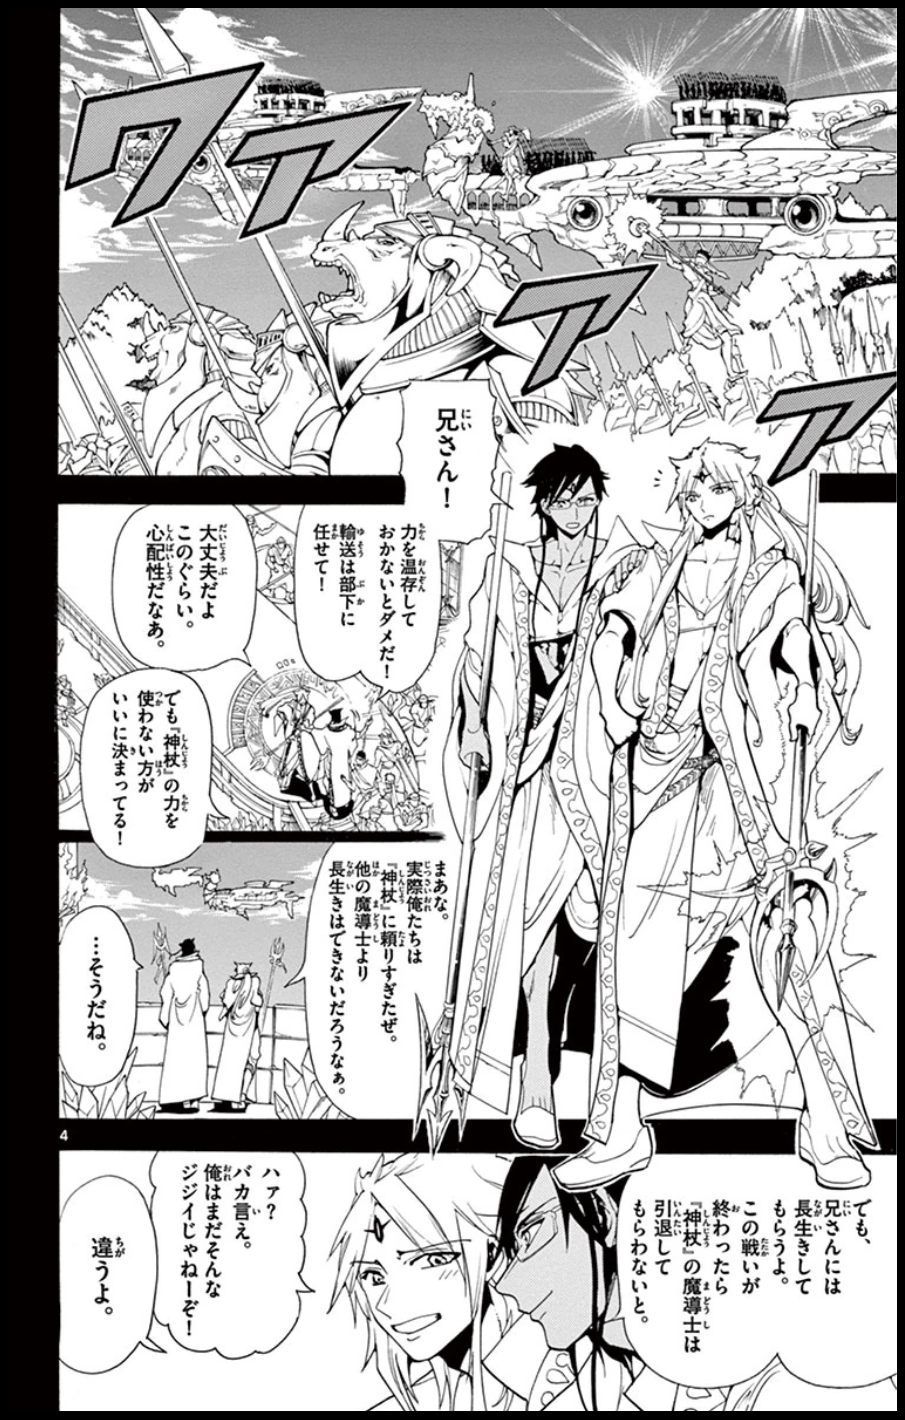 ワァァァ
兄さん！
力を温存して
おかないとダメだ！
輸送は部下に
任せて！
大丈夫だよ
このぐらい。
心配性だなあ。
でも『神杖』の力を
使わない方が
いいに決まってる！
まあな。
実際俺たちは
『神杖』に頼りすぎたぜ。
他の魔導士より
長生きはできないだろうなぁ。
…そうだね。
4
でも、
兄さんには
長生きして
もらうよ。
この戦いが
終わったら
『神杖』の魔導士は
引退して
もらわないと。
ハァ？
バカ言え。
俺はまだそんな
ジジイじゃねーぞ！
違うよ。